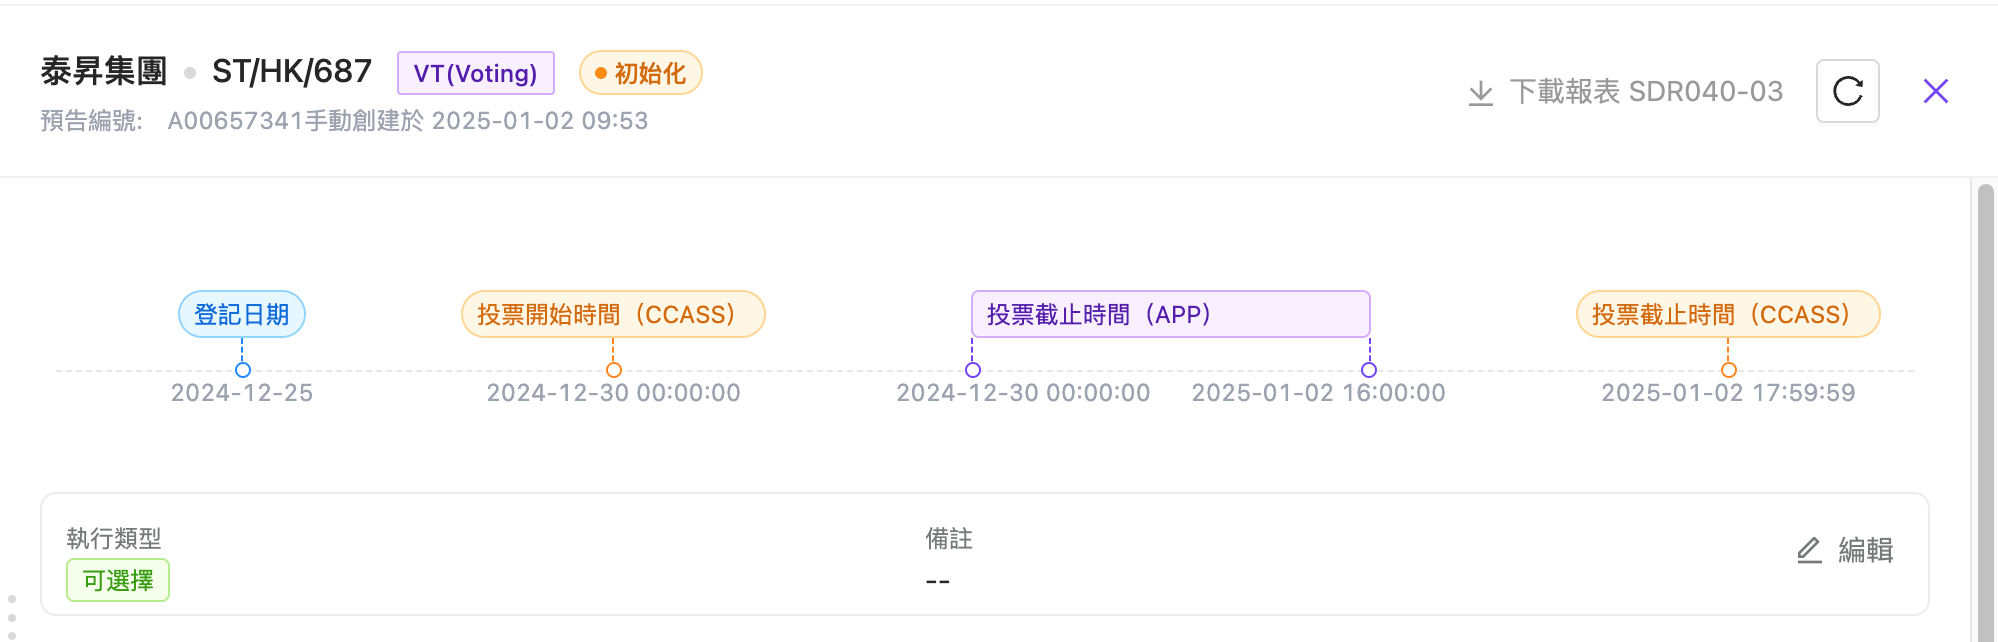 泰昇集團 ST/HK/687 VT(Voting) 初始化
預告編號: A00657341手動創建於 2025-01-02 09:53
下載報表 SDR040-03
登記日期 投票開始時間（CCASS） 投票截止時間（APP） 投票截止時間（CCASS）
2024-12-25 2024-12-30 00:00:00 2024-12-30 00:00:00 2025-01-02 16:00:00 2025-01-02 17:59:59
執行類型 備註
可選擇 --
編輯